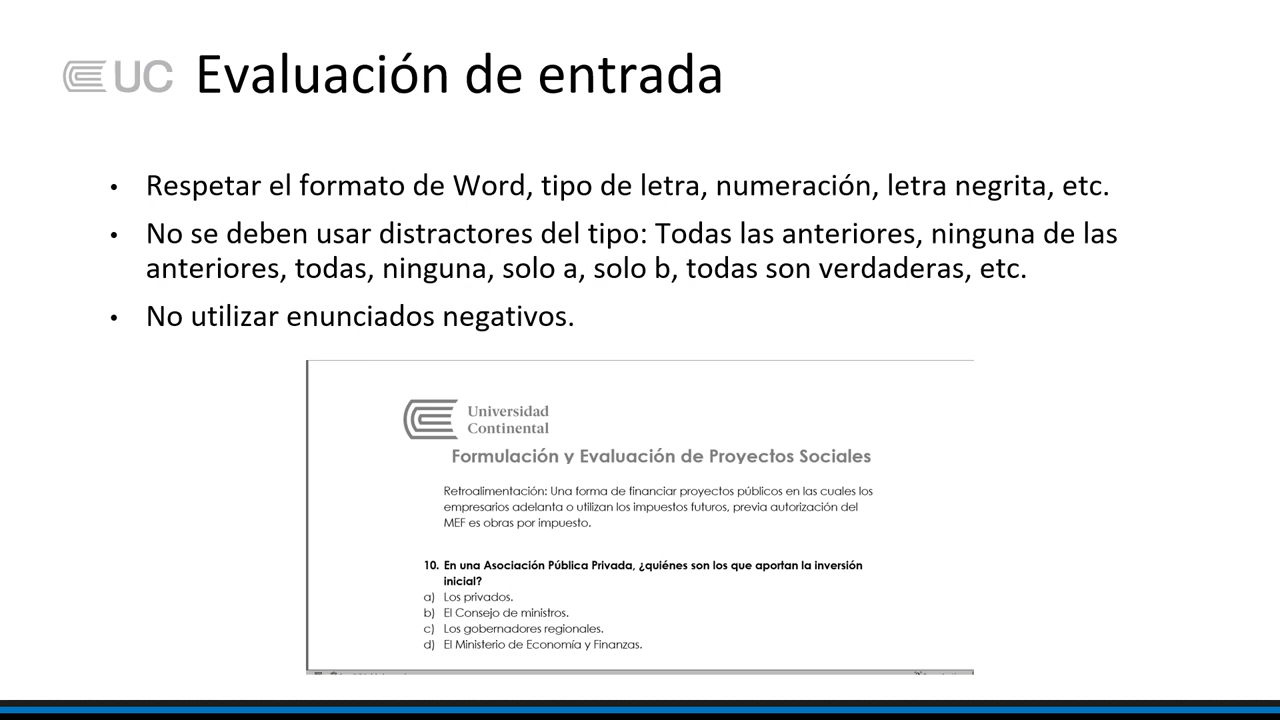 UC Evaluación de entrada
• Respetar el formato de Word, tipo de letra, numeración, letra negrita, etc.
• No se deben usar distractores del tipo: Todas las anteriores, ninguna de las
anteriores, todas, ninguna, solo a, solo b, todas son verdaderas, etc.
• No utilizar enunciados negativos.
Universidad
Continental
Formulación y Evaluación de Proyectos Sociales
Retroalimentación: Una forma de financiar proyectos públicos en las cuales los
empresarios adelanta o utilizan los impuestos futuros, previa autorización del
MEF es obras por impuesto.
10. En una Asociación Pública Privada, ¿quiénes son los que aportan la inversión
inicial?
a) Los privados.
b) El Consejo de ministros.
c) Los gobernadores regionales.
d) El Ministerio de Economía y Finanzas.